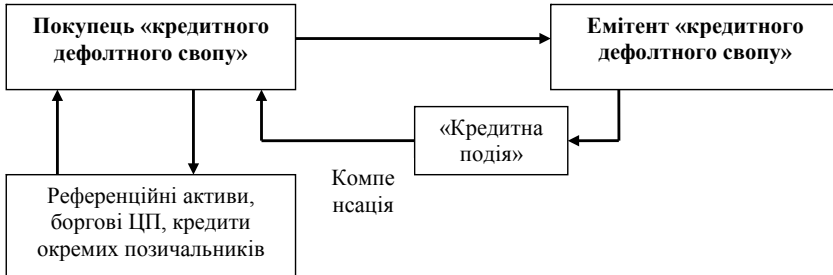 Покупець «кредитного
дефолтного свопу»
Емітент «кредитного
дефолтного свопу»
«Кредитна
подія»
Компе
нсація
Референційні активи,
боргові ЦП, кредити
окремих позичальників